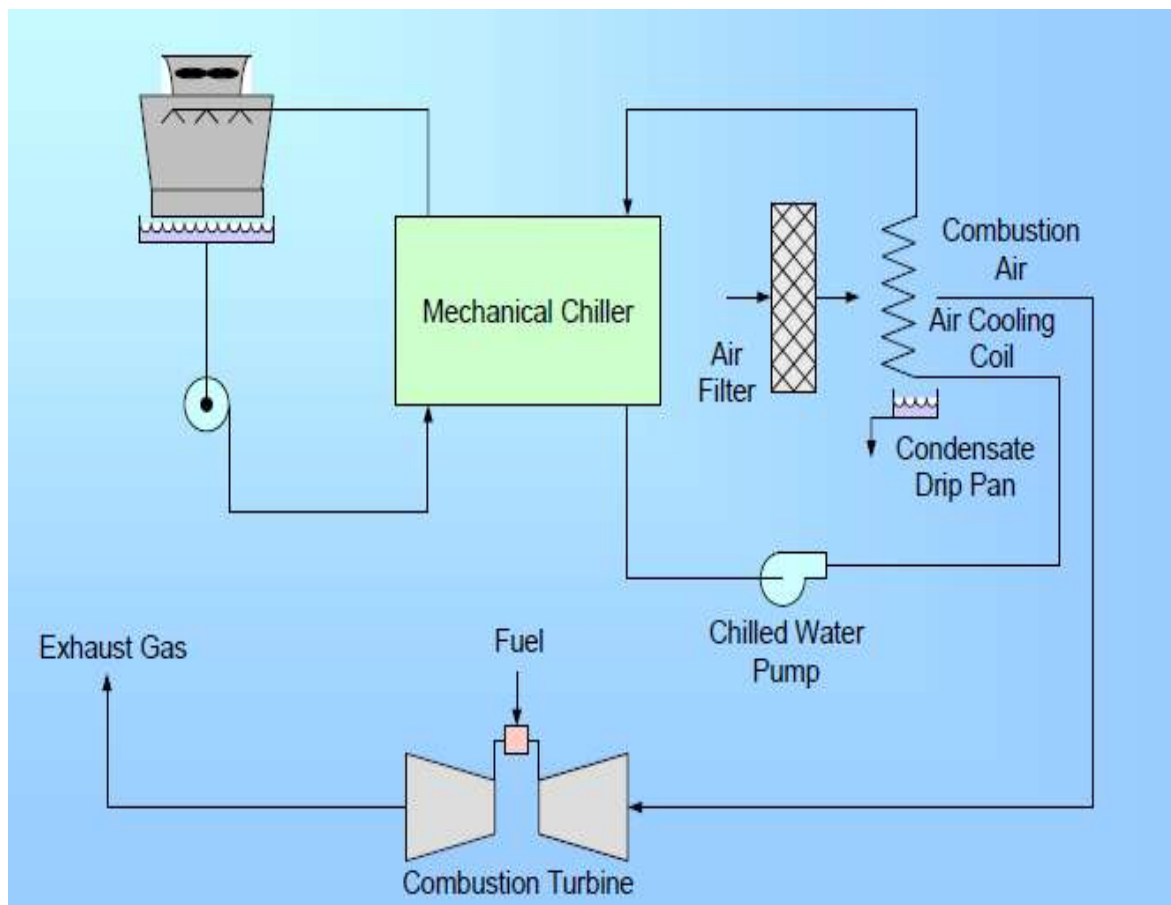 Mechanical Chiller
Combustion
Air
Air Cooling
Coil
Air
Filter
Condensate
Drip Pan
Chilled Water
Pump
Exhaust Gas
Fuel
Combustion Turbine